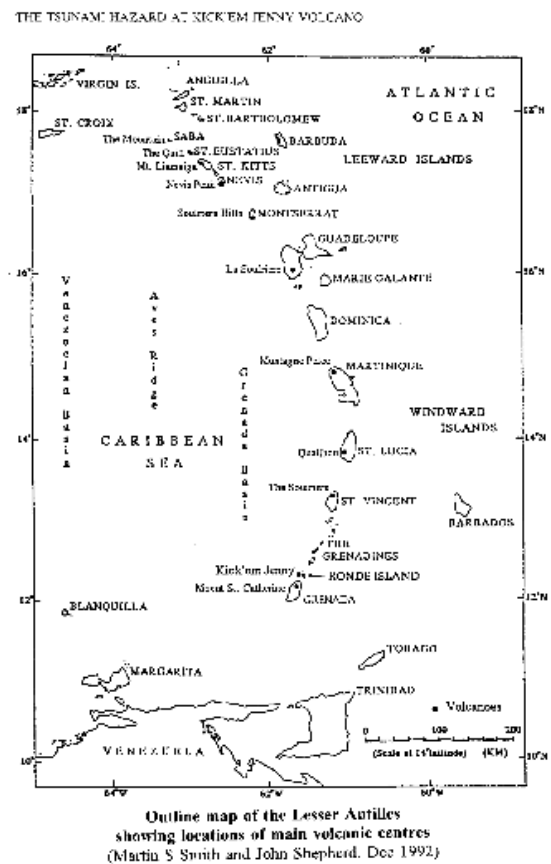 THE TSUNAMI HAZARD AT KICK'EM JENNY VOLCANO
64° 62° 60°
VIRGIN IS.
ANGUILLA
ST. MARTIN
ATLANTIC
OCEAN
18° 18°
ST. BARTHOLOMEW
ST. CROIX
The Mountain SABA
BARBUDA
The Quill ST. EUSTATIUS
LEEWARD ISLANDS
Mt. Liamuiga ST. KITTS
Nevis Peak NEVIS
ANTIGUA
Soufriere Hills MONTSERRAT
GUADELOUPE
La Soufriere
16° 16°
MARIE GALANTE
Venezuelan Basin
Aves Ridge
DOMINICA
MARTINIQUE
Grenada Basin
WINDWARD
ISLANDS
14° 14°
CARIBBEAN
SEA
Qualibou ST. LUCIA
The Soufriere
ST. VINCENT
BARBADOS
THE
GRENADINES
Kick'em Jenny
RONDE ISLAND
Mount St. Catherine
GRENADA
12° 12°
BLANQUILLA
TOBAGO
MARGARITA
TRINIDAD
Volcanoes
0 100 200
(Scale at 14° latitude) (KM)
VENEZUELA
10° 10°N
64°W 62°W 60°W
Outline map of the Lesser Antilles
showing locations of main volcanic centres
(Martin S Smith and John Shepherd. Dec 1992)